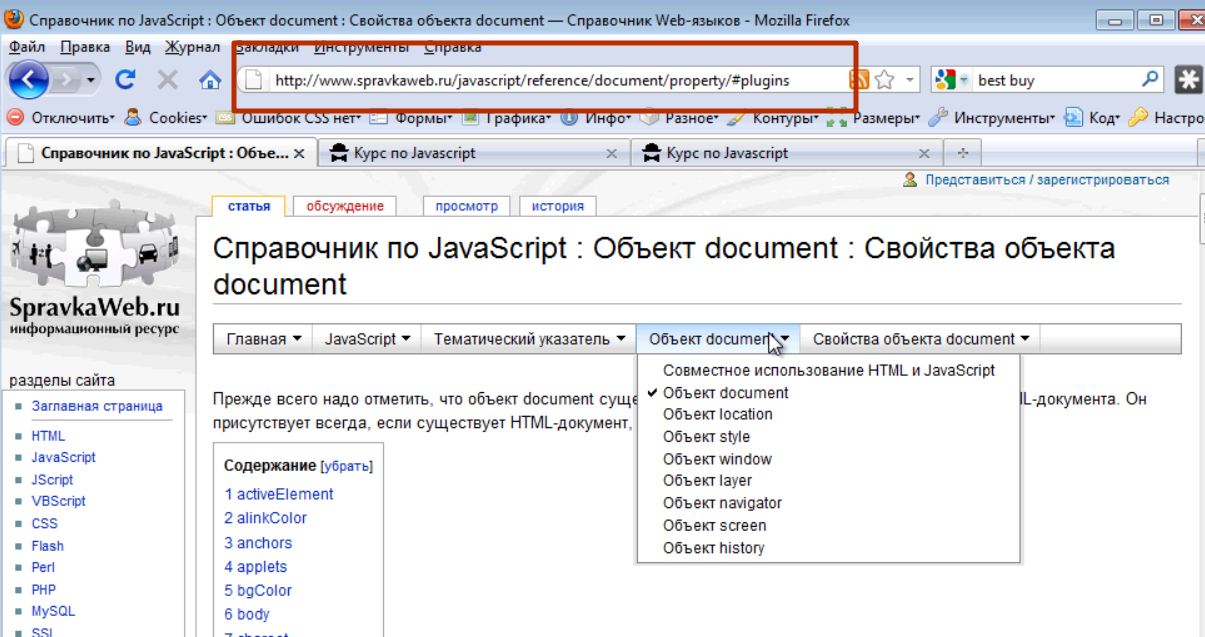 Справочник по JavaScript : Объект document : Свойства объекта document — Справочник Web-языков - Mozilla Firefox
Файл Правка Вид Журнал Закладки Инструменты Справка
http://www.spravkaweb.ru/javascript/reference/document/property/#plugins
best buy
Отключить Cookies CSS Ошибок CSS нет Формы Графика Инфо Разное Контуры Размеры Инструменты Код Настро
Справочник по JavaScript : Объе... Курс по Javascript Курс по Javascript
Представиться / зарегистрироваться
статья обсуждение просмотр история
Справочник по JavaScript : Объект document : Свойства объекта
document
SpravkaWeb.ru
информационный ресурс
Главная JavaScript Тематический указатель Объект document Свойства объекта document
Совместное использование HTML и JavaScript
Объект document
Объект location
Объект style
Объект window
Объект layer
Объект navigator
Объект screen
Объект history
разделы сайта
Заглавная страница
HTML
JavaScript
JScript
VBScript
CSS
Flash
Perl
PHP
MySQL
SSI
Прежде всего надо отметить, что объект document суще L-документа. Он
присутствует всегда, если существует HTML-документ,
Содержание [убрать]
1 activeElement
2 alinkColor
3 anchors
4 applets
5 bgColor
6 body
7 charset